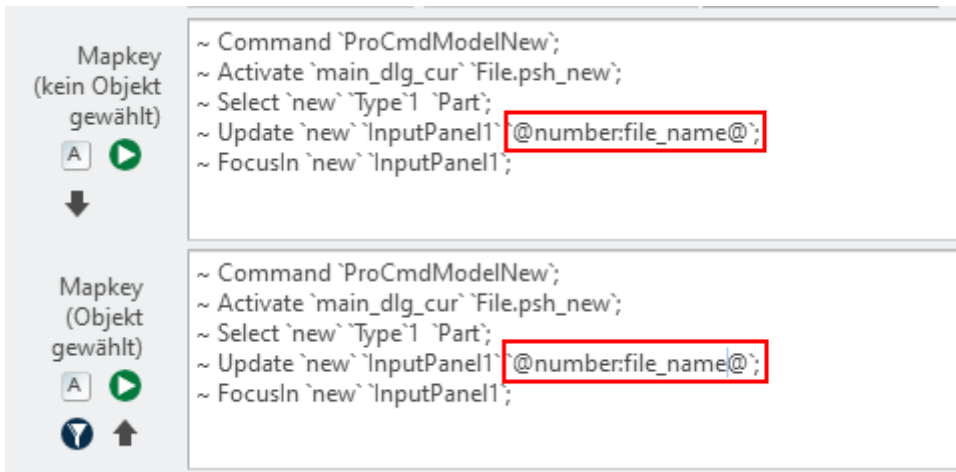 Mapkey
(kein Objekt
gewählt)
A
~ Command `ProCmdModelNew`;
~ Activate `main_dlg_cur` `File.psh_new`;
~ Select `new` `Type`1  `Part`;
~ Update `new` `InputPanel1` `@number:file_name@`;
~ FocusIn `new` `InputPanel1`;
Mapkey
(Objekt
gewählt)
A
~ Command `ProCmdModelNew`;
~ Activate `main_dlg_cur` `File.psh_new`;
~ Select `new` `Type`1  `Part`;
~ Update `new` `InputPanel1` `@number:file_name@`;
~ FocusIn `new` `InputPanel1`;